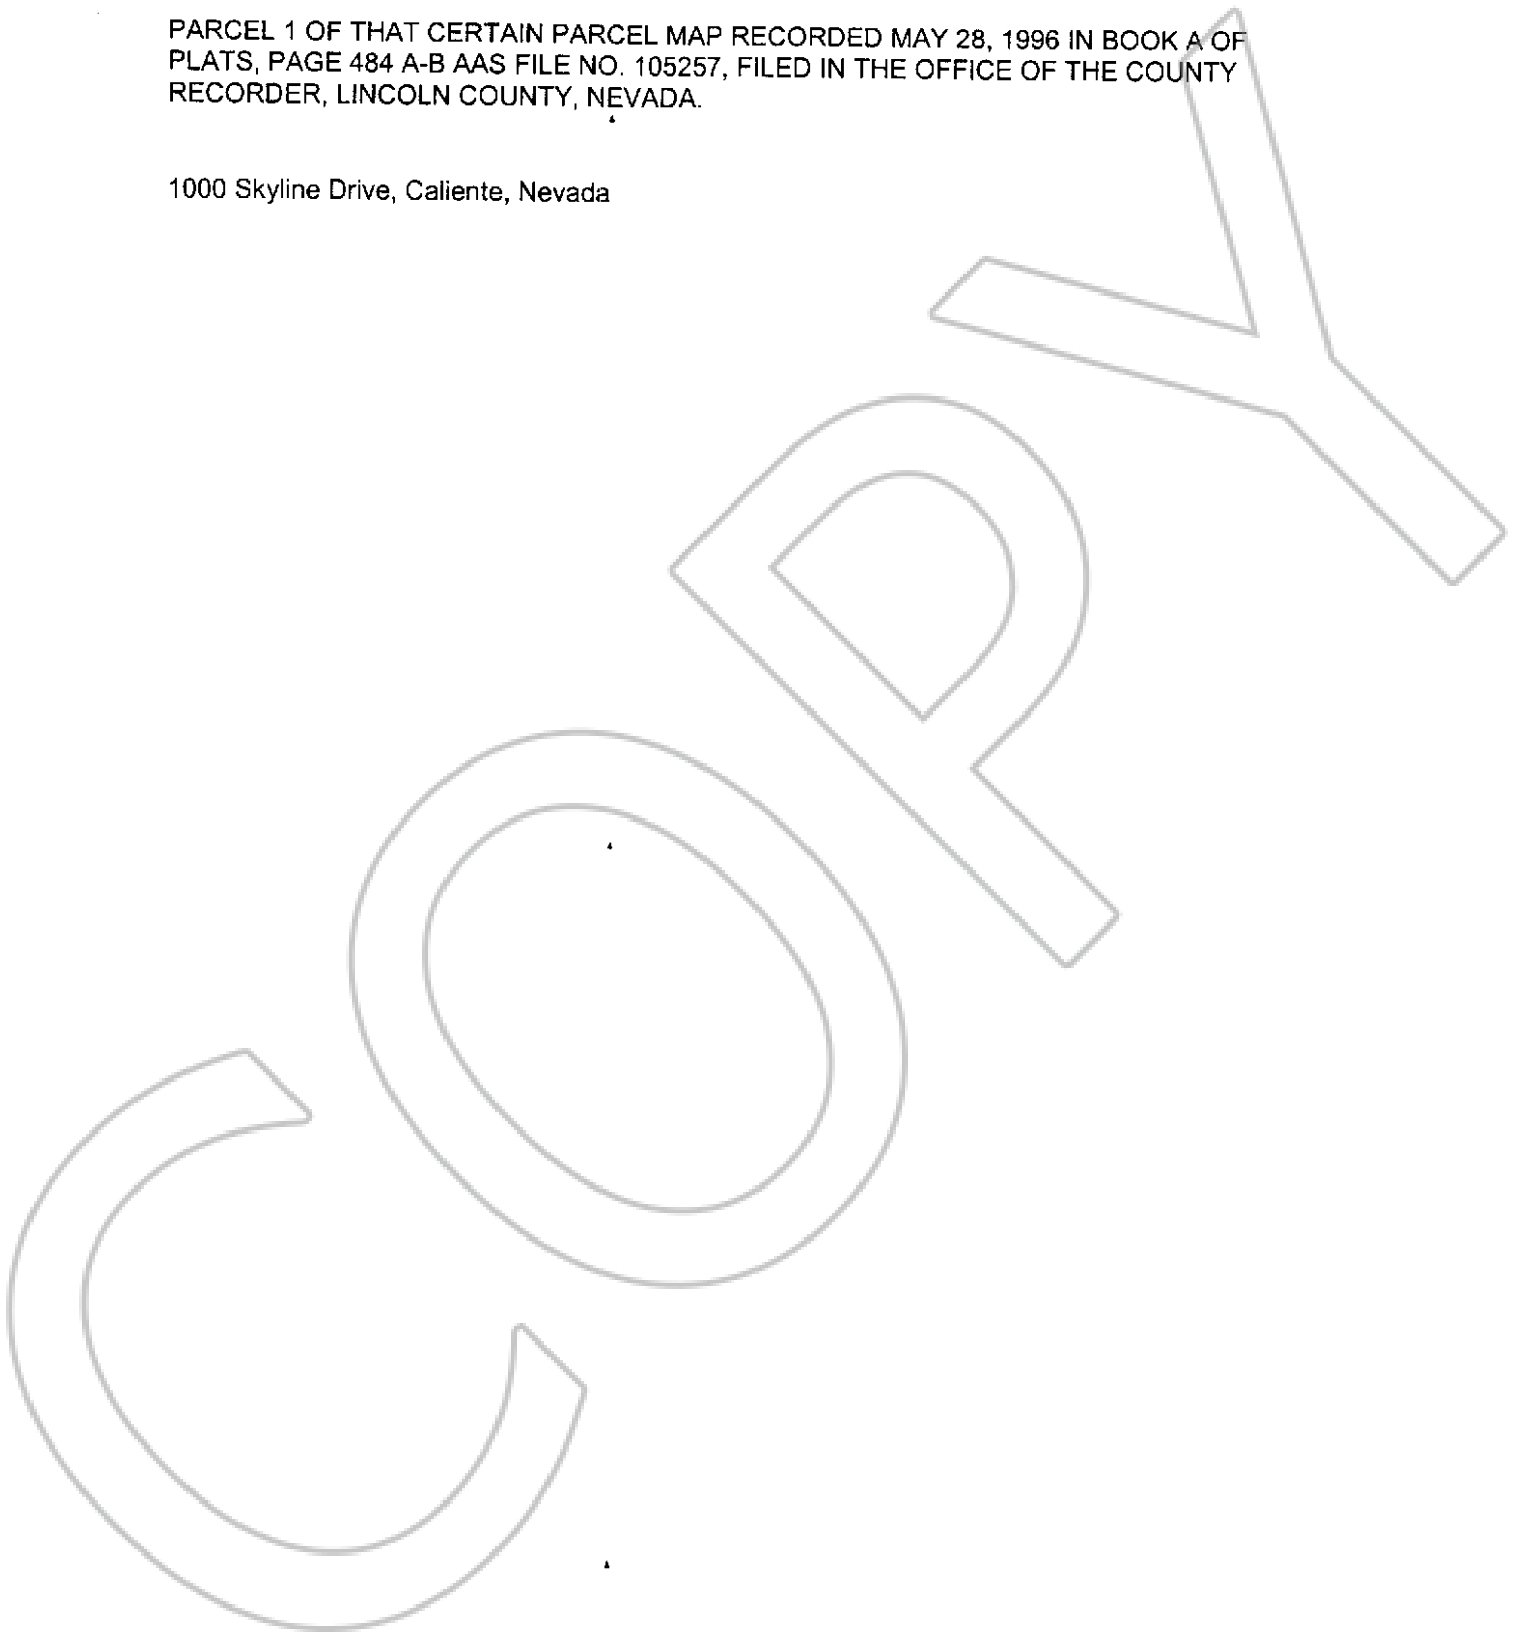 PARCEL 1 OF THAT CERTAIN PARCEL MAP RECORDED MAY 28, 1996 IN BOOK A OF
PLATS, PAGE 484 A-B AAS FILE NO. 105257, FILED IN THE OFFICE OF THE COUNTY
RECORDER, LINCOLN COUNTY, NEVADA.
1000 Skyline Drive, Caliente, Nevada
COPY